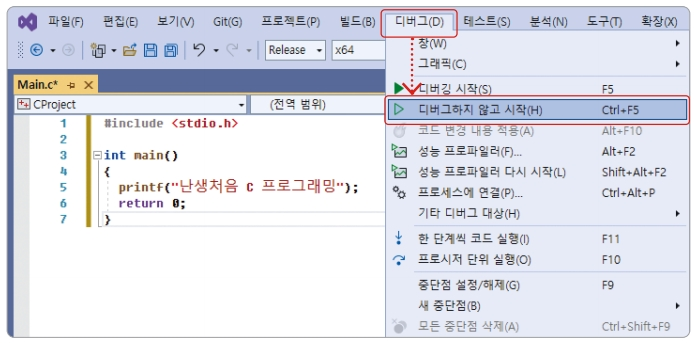 파일(F) 편집(E) 보기(V) Git(G) 프로젝트(P) 빌드(B) 디버그(D) 테스트(S) 분석(N) 도구(T) 확장(X)
Release x64
Main.c*
CProject (전역 범위)
1 #include <stdio.h>
2
3 int main()
4 {
5 printf("난생처음 C 프로그래밍");
6 return 0;
7 }
창(W)
그래픽(C)
디버깅 시작(S) F5
디버그하지 않고 시작(H) Ctrl+F5
코드 변경 내용 적용(A) Alt+F10
성능 프로파일러(F)... Alt+F2
성능 프로파일러 다시 시작(L) Shift+Alt+F2
프로세스에 연결(P)... Ctrl+Alt+P
기타 디버그 대상(H)
한 단계씩 코드 실행(I) F11
프로시저 단위 실행(O) F10
중단점 설정/해제(G) F9
새 중단점(B)
모든 중단점 삭제(A) Ctrl+Shift+F9